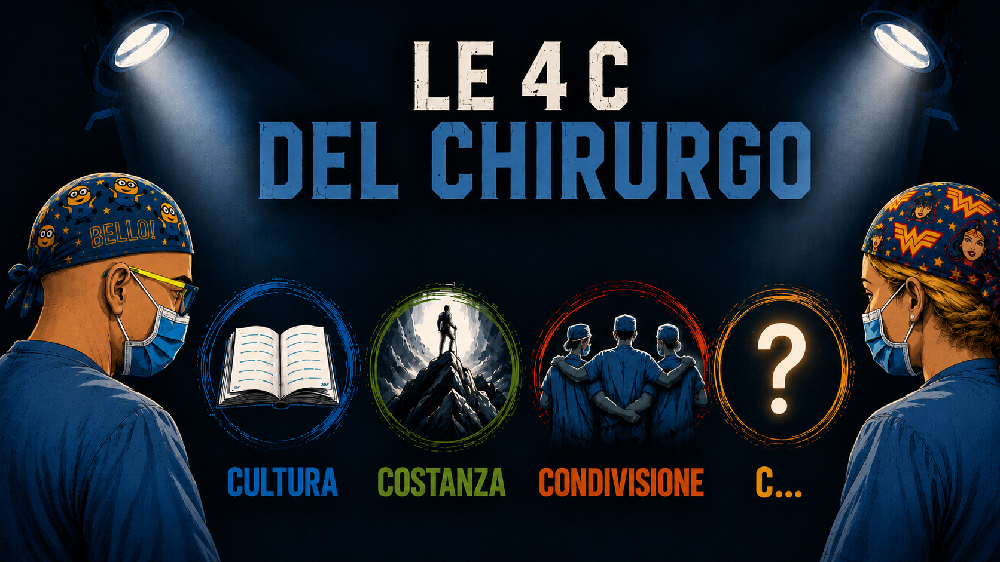 LE 4 C
DEL CHIRURGO
BELLO!
?
CULTURA
COSTANZA
CONDIVISIONE
C...